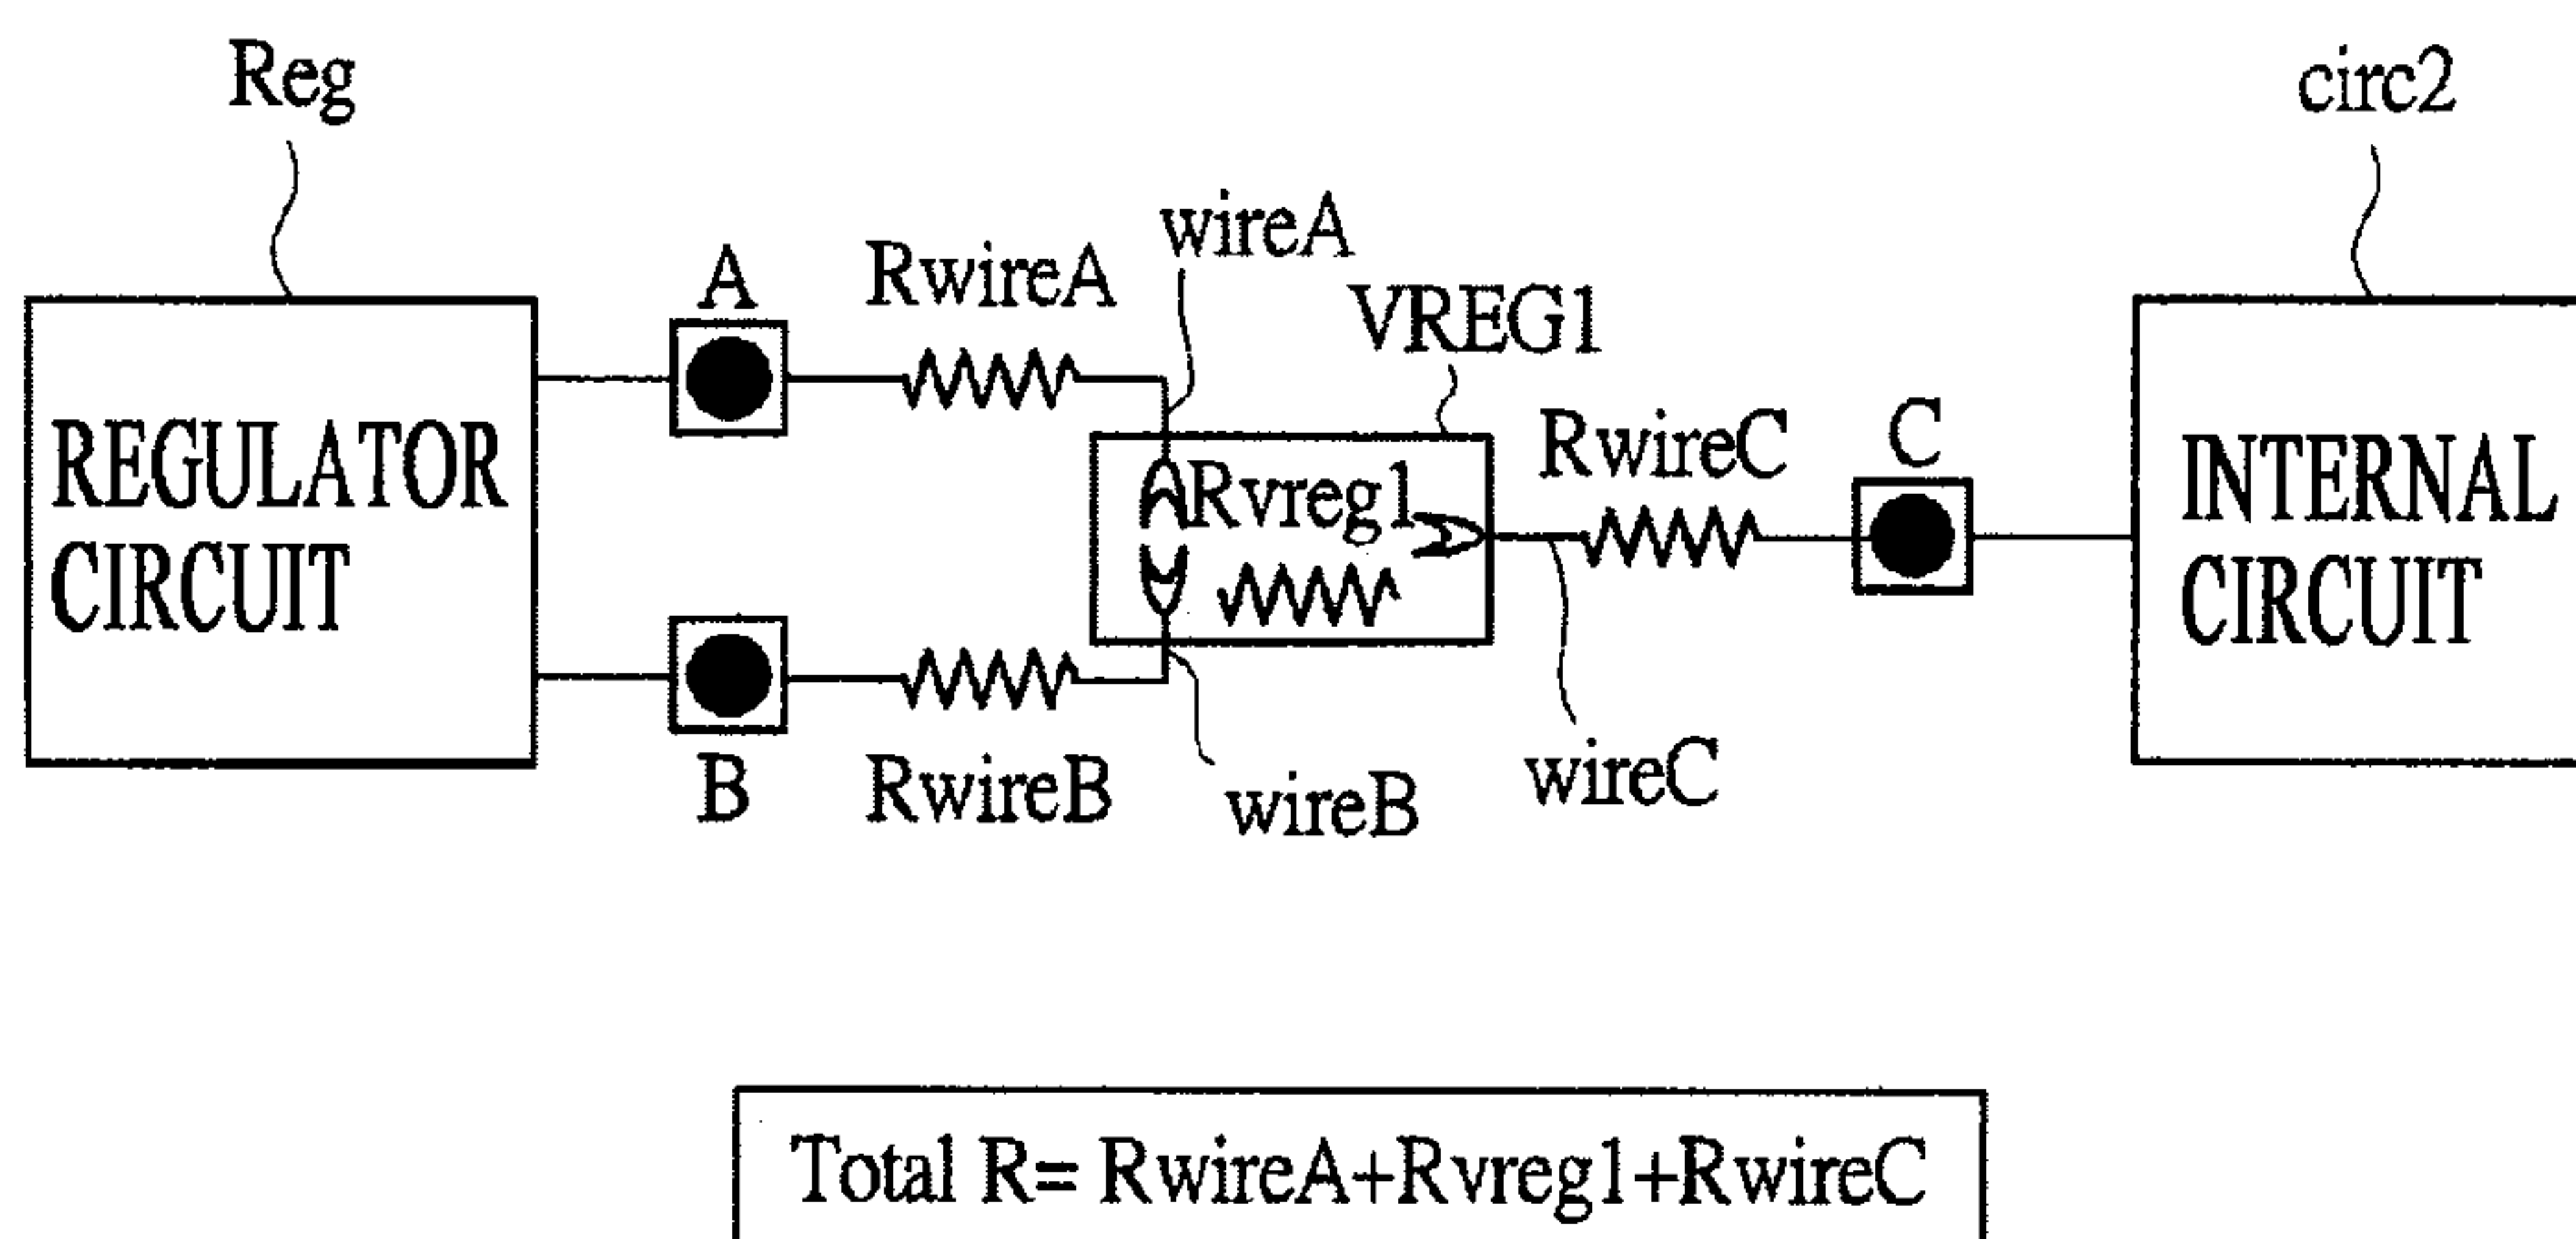 Reg
circ2
wireA
A
RwireA
VREG1
REGULATOR
CIRCUIT
Rvreg1
RwireC
C
INTERNAL
CIRCUIT
B
RwireB
wireB
wireC
Total R= RwireA+Rvreg1+RwireC